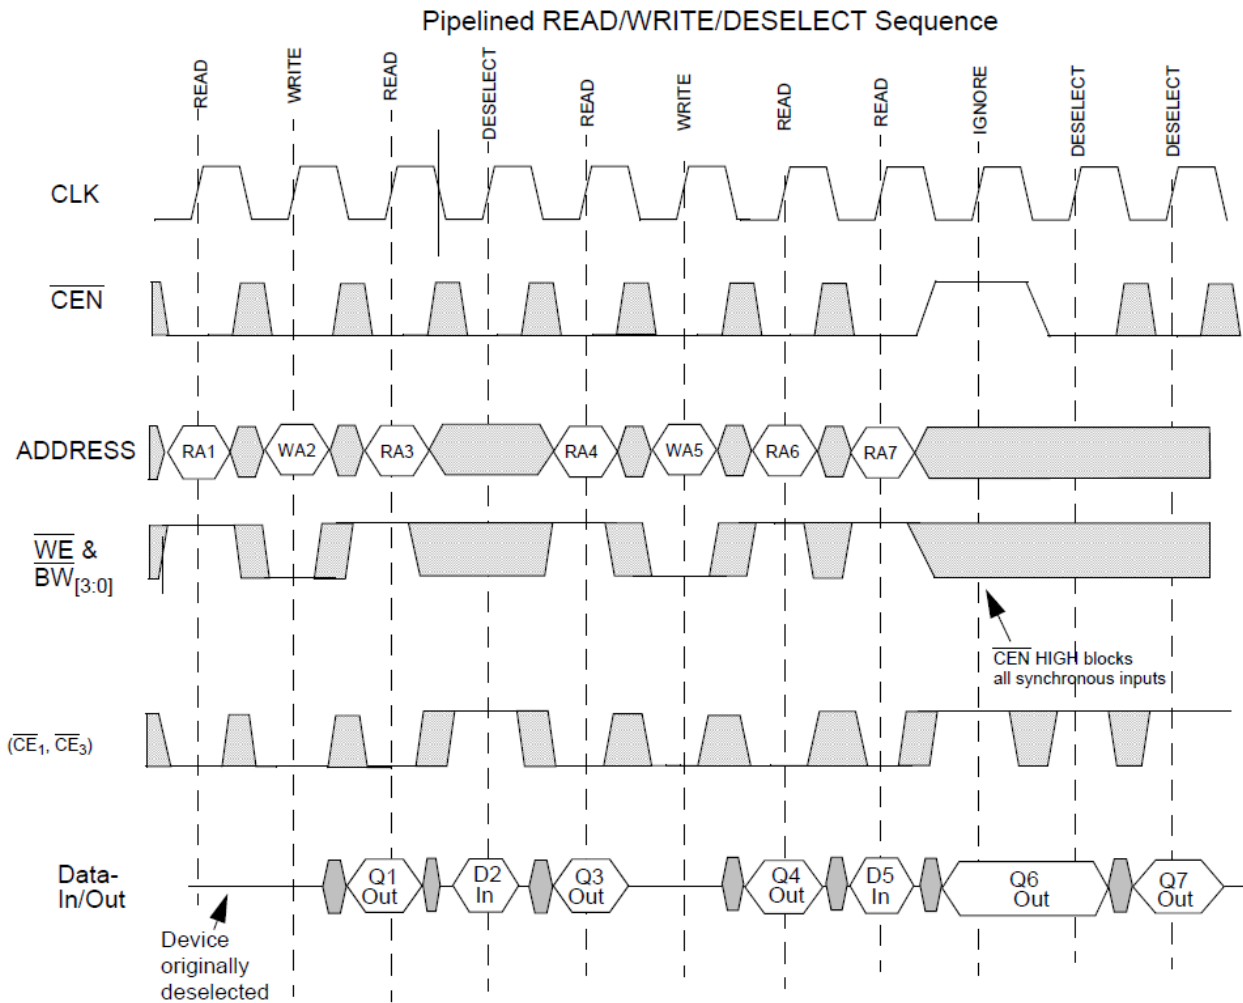 Pipelined READ/WRITE/DESELECT Sequence
READ
WRITE
READ
DESELECT
READ
WRITE
READ
READ
IGNORE
DESELECT
DESELECT
CLK
CEN
ADDRESS
RA1
WA2
RA3
RA4
WA5
RA6
RA7
WE &
BW[3:0]
CEN HIGH blocks
all synchronous inputs
(CE1, CE3)
Data-
In/Out
Q1
Out
D2
In
Q3
Out
Q4
Out
D5
In
Q6
Out
Q7
Out
Device
originally
deselected